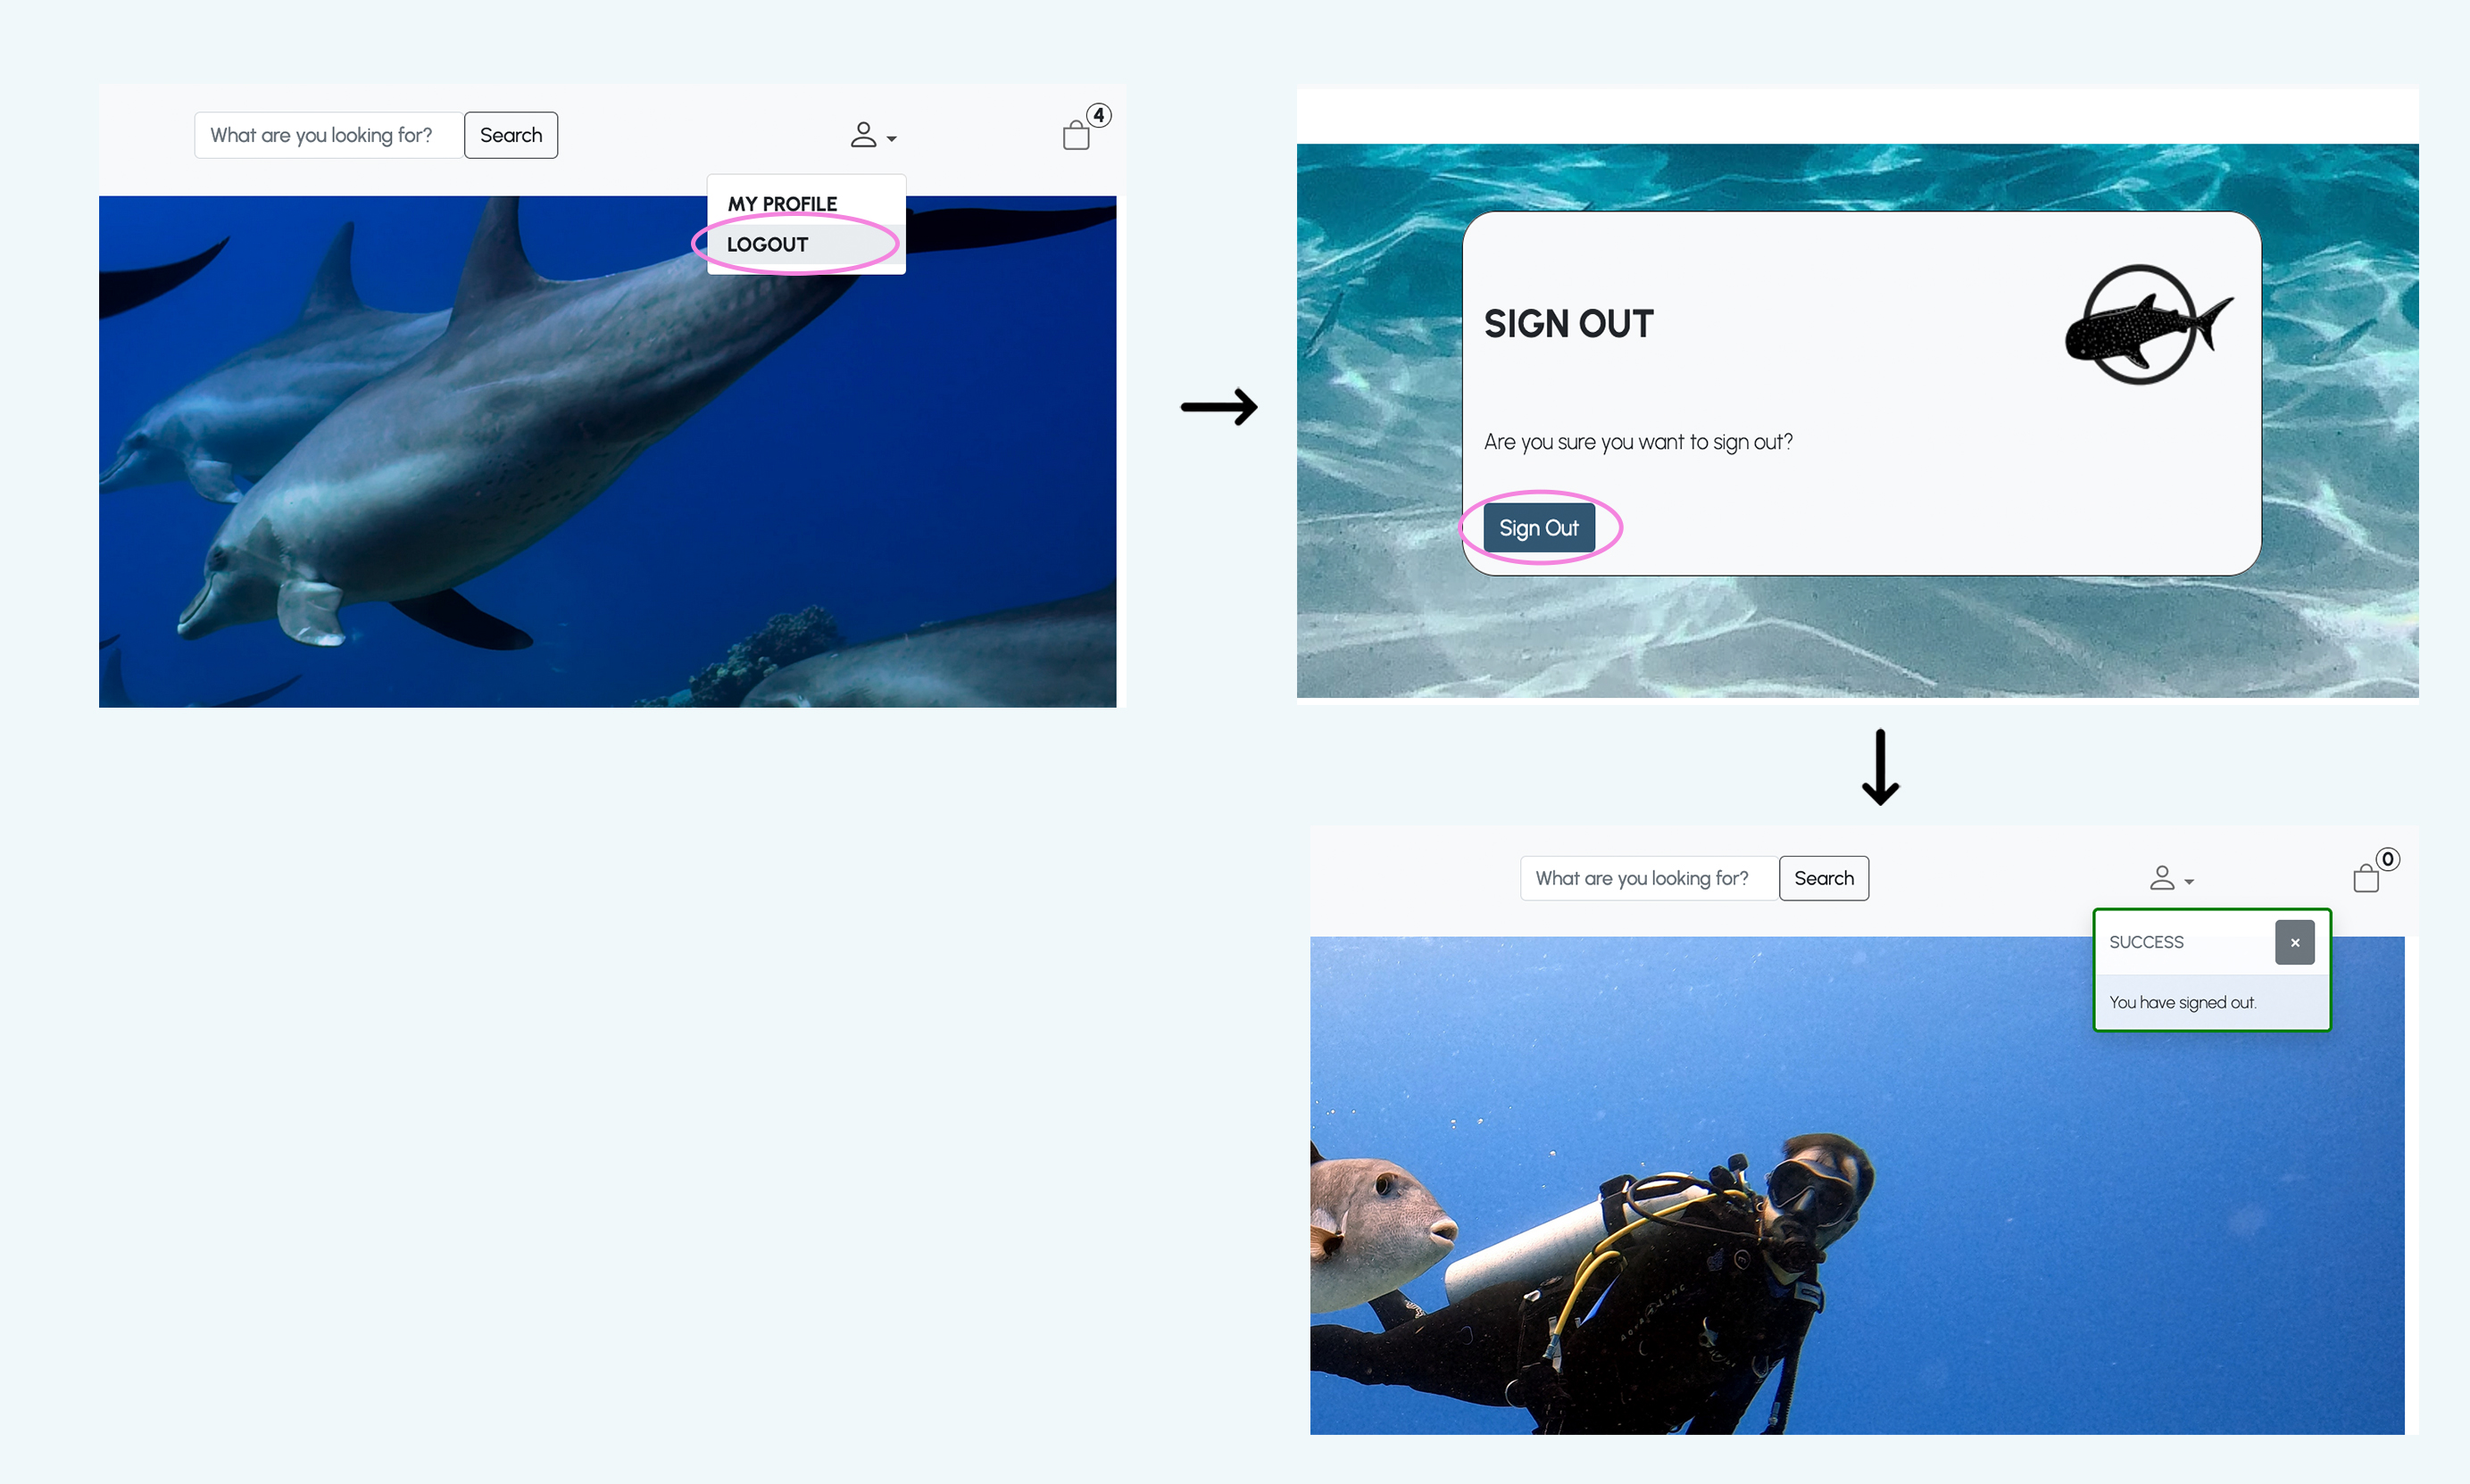 What are you looking for? Search
4
MY PROFILE
LOGOUT
SIGN OUT
Are you sure you want to sign out?
Sign Out
What are you looking for? Search
0
SUCCESS ×
You have signed out.